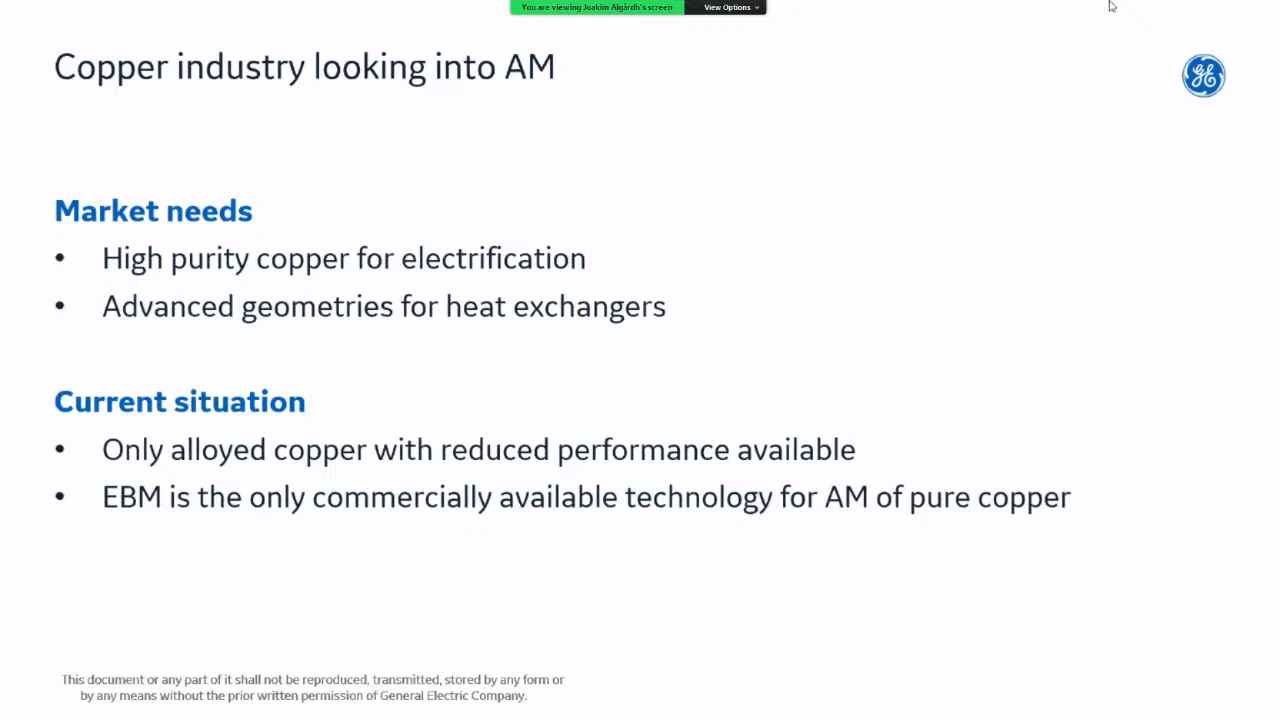 You are viewing Joakim Algårdh's screen View Options
Copper industry looking into AM
Market needs
• High purity copper for electrification
• Advanced geometries for heat exchangers
Current situation
• Only alloyed copper with reduced performance available
• EBM is the only commercially available technology for AM of pure copper
This document or any part of it shall not be reproduced, transmitted, stored by any form or
by any means without the prior written permission of General Electric Company.